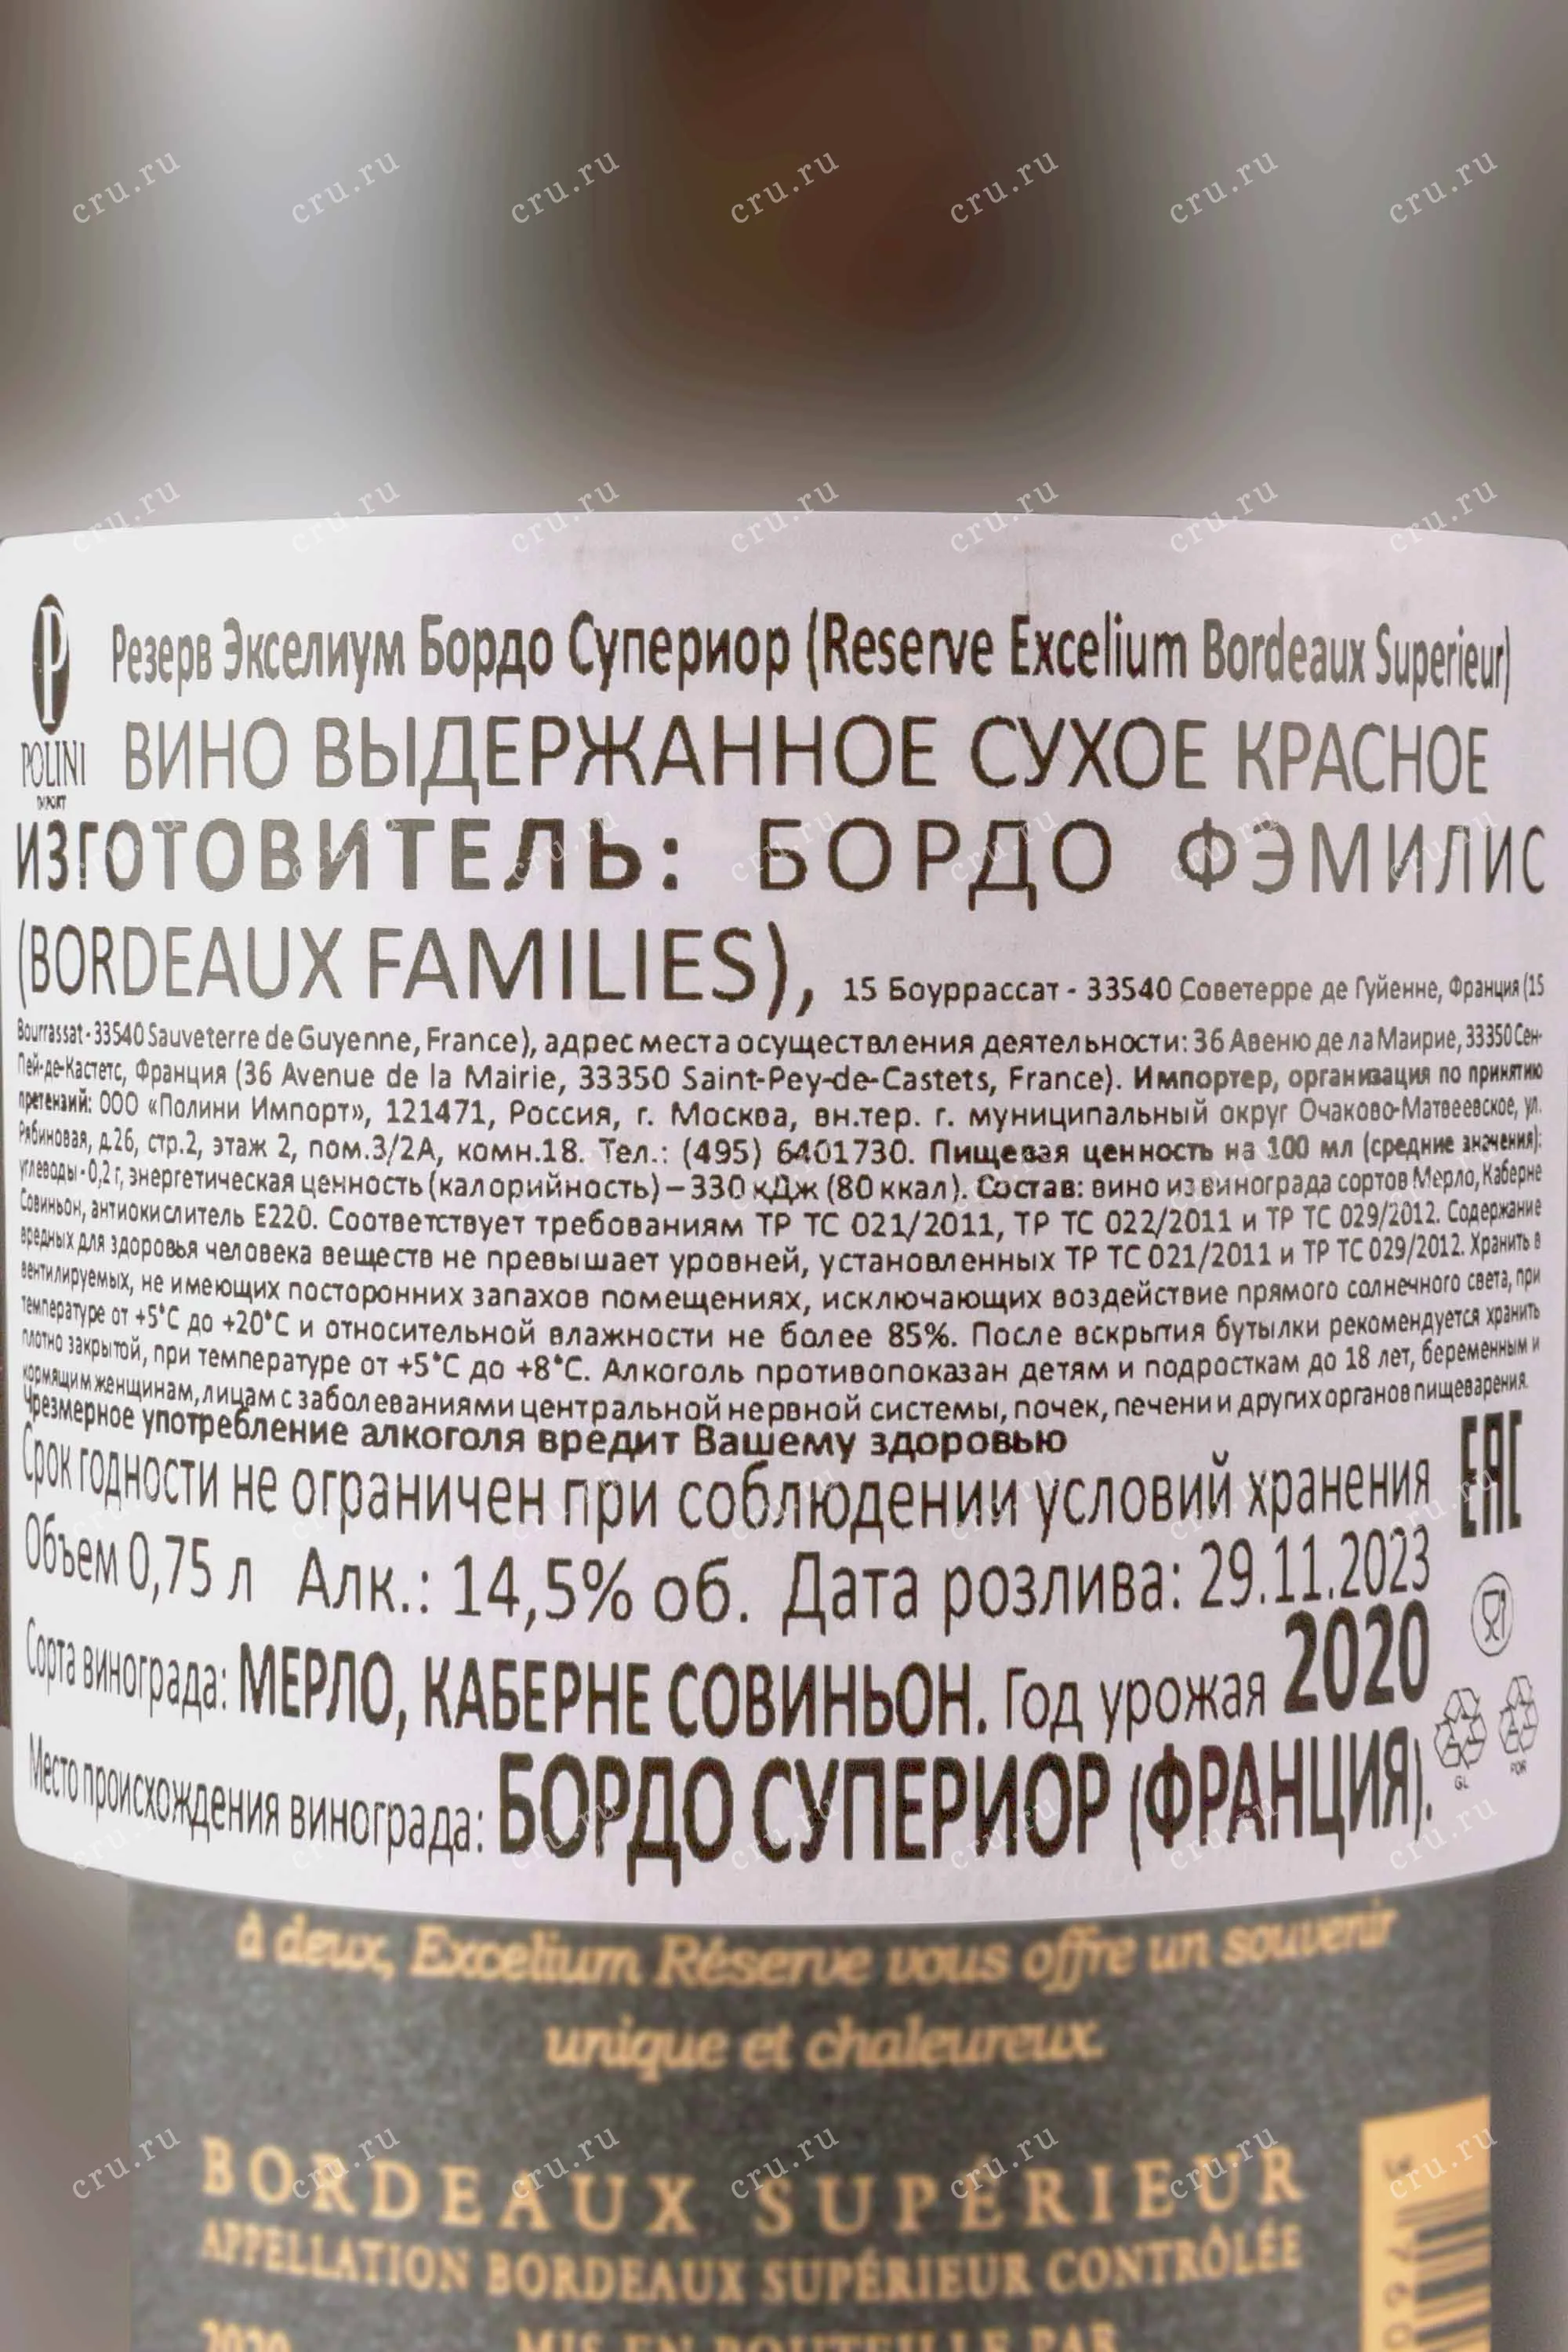 Резерв Экселиум Бордо Супериор (Reserve Excelium Bordeaux Superieur)
POLINI
IMPORT
ВИНО ВЫДЕРЖАННОЕ СУХОЕ КРАСНОЕ
ИЗГОТОВИТЕЛЬ: БОРДО ФЭМИЛИС
(BORDEAUX FAMILIES), 15 Боуррассат - 33540 Советерре де Гуйенне, Франция (15
Bourrassat - 33540 Sauveterre de Guyenne, France), адрес места осуществления деятельности: 36 Авеню де ла Маирие, 33350 Сен-
Пей-де-Кастетс, Франция (36 Avenue de la Mairie, 33350 Saint-Pey-de-Castets, France). Импортер, организация по принятию
претензий: ООО «Полини Импорт», 121471, Россия, г. Москва, вн.тер. г. муниципальный округ Очаково-Матвеевское, ул.
Рябиновая, д.26, стр.2, этаж 2, пом.3/2А, комн.18. Тел.: (495) 6401730. Пищевая ценность на 100 мл (средние значения):
углеводы - 0,2 г, энергетическая ценность (калорийность) – 330 кДж (80 ккал). Состав: вино из винограда сортов Мерло, Каберне
Совиньон, антиокислитель Е220. Соответствует требованиям ТР ТС 021/2011, ТР ТС 022/2011 и ТР ТС 029/2012. Содержание
вредных для здоровья человека веществ не превышает уровней, установленных ТР ТС 021/2011 и ТР ТС 029/2012. Хранить в
вентилируемых, не имеющих посторонних запахов помещениях, исключающих воздействие прямого солнечного света, при
температуре от +5°С до +20°С и относительной влажности не более 85%. После вскрытия бутылки рекомендуется хранить
плотно закрытой, при температуре от +5°С до +8°С. Алкоголь противопоказан детям и подросткам до 18 лет, беременным и
кормящим женщинам, лицам с заболеваниями центральной нервной системы, почек, печени и других органов пищеварения.
Чрезмерное употребление алкоголя вредит Вашему здоровью
Срок годности не ограничен при соблюдении условий хранения
EAC
Объем 0,75 л Алк.: 14,5% об. Дата розлива: 29.11.2023
Сорта винограда: МЕРЛО, КАБЕРНЕ СОВИНЬОН. Год урожая 2020
GL
FOR
Место происхождения винограда: БОРДО СУПЕРИОР (ФРАНЦИЯ).
à deux, Excelium Réserve vous offre un souvenir
unique et chaleureux.
BORDEAUX SUPÉRIEUR
APPELLATION BORDEAUX SUPÉRIEUR CONTRÔLÉE
2020 MIS EN BOUTEILLE PAR
cru.ru